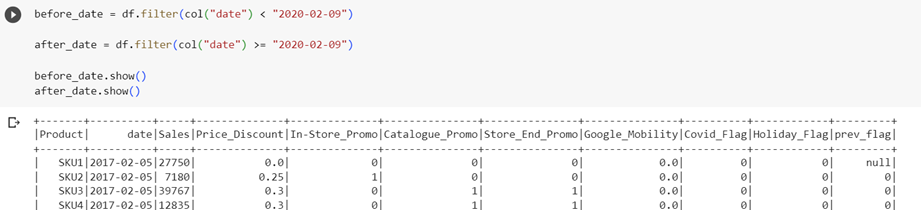 before_date = df.filter(col("date") < "2020-02-09")
after_date = df.filter(col("date") >= "2020-02-09")
before_date.show()
after_date.show()
+-------+----------+-----+--------------+--------------+---------------+---------------+---------------+----------+------------+---------+
|Product|      date|Sales|Price_Discount|In-Store_Promo|Catalogue_Promo|Store_End_Promo|Google_Mobility|Covid_Flag|Holiday_Flag|prev_flag|
+-------+----------+-----+--------------+--------------+---------------+---------------+---------------+----------+------------+---------+
|   SKU1|2017-02-05|27750|           0.0|             0|              0|              0|            0.0|         0|           0|     null|
|   SKU2|2017-02-05| 7180|          0.25|             1|              0|              0|            0.0|         0|           0|        0|
|   SKU3|2017-02-05|39767|           0.3|             0|              1|              1|            0.0|         0|           0|        0|
|   SKU4|2017-02-05|12835|           0.3|             0|              1|              1|            0.0|         0|           0|        0|